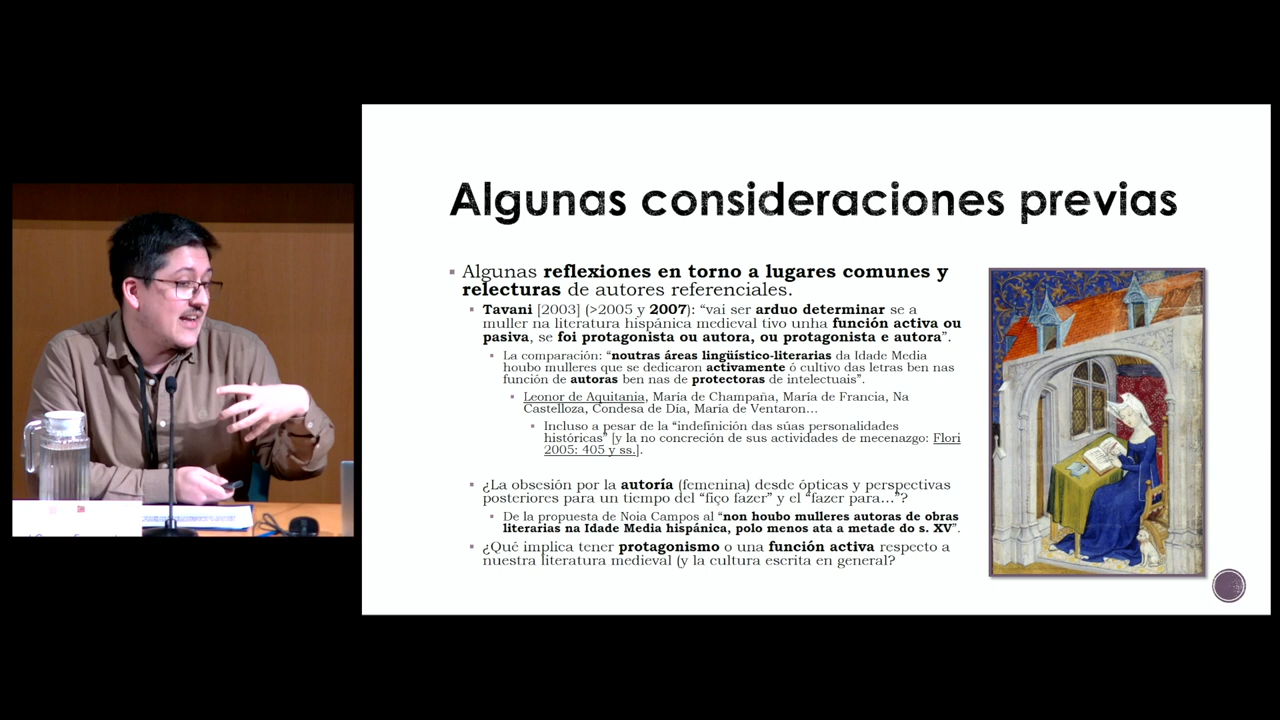 Algunas consideraciones previas
Algunas reflexiones en torno a lugares comunes y
relecturas de autores referenciales.
Tavani [2003] (>2005 y 2007): “vai ser arduo determinar se a
muller na literatura hispánica medieval tivo unha función activa ou
pasiva, se foi protagonista ou autora, ou protagonista e autora”.
La comparación: “noutras áreas lingüístico-literarias da Idade Media
houbo mulleres que se dedicaron activamente ó cultivo das letras ben nas
función de autoras ben nas de protectoras de intelectuais”.
Leonor de Aquitania, María de Champaña, María de Francia, Na
Castelloza, Condesa de Dia, María de Ventaron...
Incluso a pesar de la “indefinición das súas personalidades
históricas” [y la no concreción de sus actividades de mecenazgo: Flori
2005: 405 y ss.].
¿La obsesión por la autoría (femenina) desde ópticas y perspectivas
posteriores para un tiempo del “fiço fazer” y el “fazer para...”?
De la propuesta de Noia Campos al “non houbo mulleres autoras de obras
literarias na Idade Media hispánica, polo menos ata a metade do s. XV”.
¿Qué implica tener protagonismo o una función activa respecto a
nuestra literatura medieval (y la cultura escrita en general?